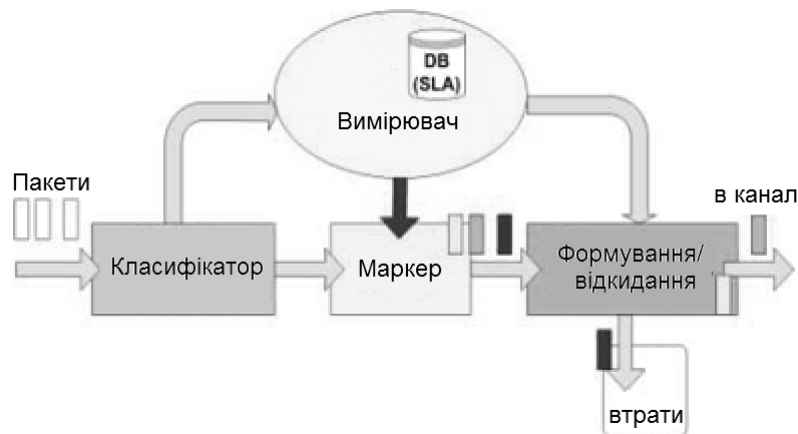 DB
(SLA)
Вимірювач
Пакети
в канал
Класифікатор
Маркер
Формування/
відкидання
втрати